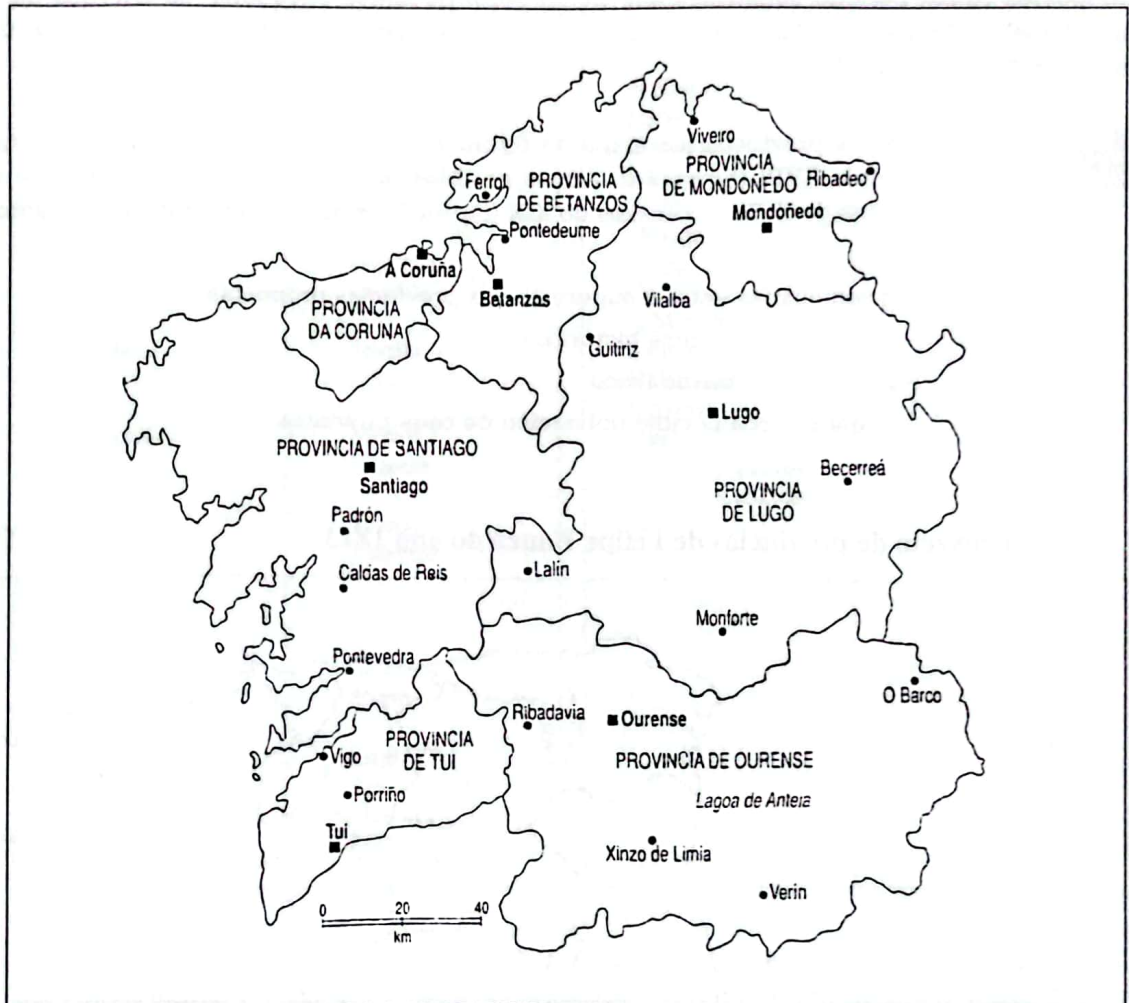 Viveiro
PROVINCIA
DE MONDOÑEDO
Ribadeo
Mondoñedo
Ferrol
PROVINCIA
DE BETANZOS
Pontedeume
A Coruña
Betanzos
PROVINCIA
DA CORUNA
Vilalba
Guitiriz
Lugo
PROVINCIA DE SANTIAGO
Santiago
Becerreá
PROVINCIA
DE LUGO
Padrón
Caldas de Reis
Lalín
Monforte
Pontevedra
O Barco
Ribadavia
Ourense
PROVINCIA
DE TUI
Vigo
PROVINCIA DE OURENSE
Porriño
Lagoa de Antela
Tui
Xinzo de Limia
Verin
0 20 40
km